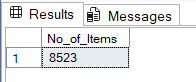 Results Messages
No_of_Items
1 8523